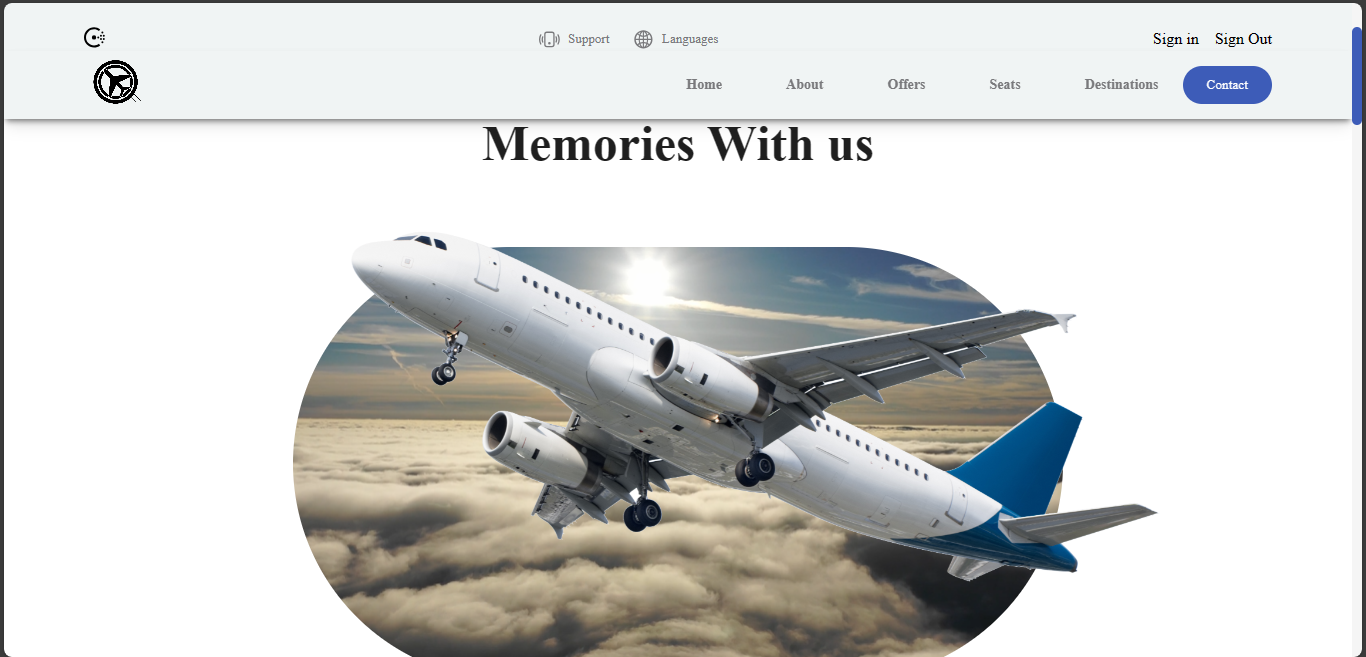 Support Languages Sign in Sign Out
Home About Offers Seats Destinations Contact
Memories With us